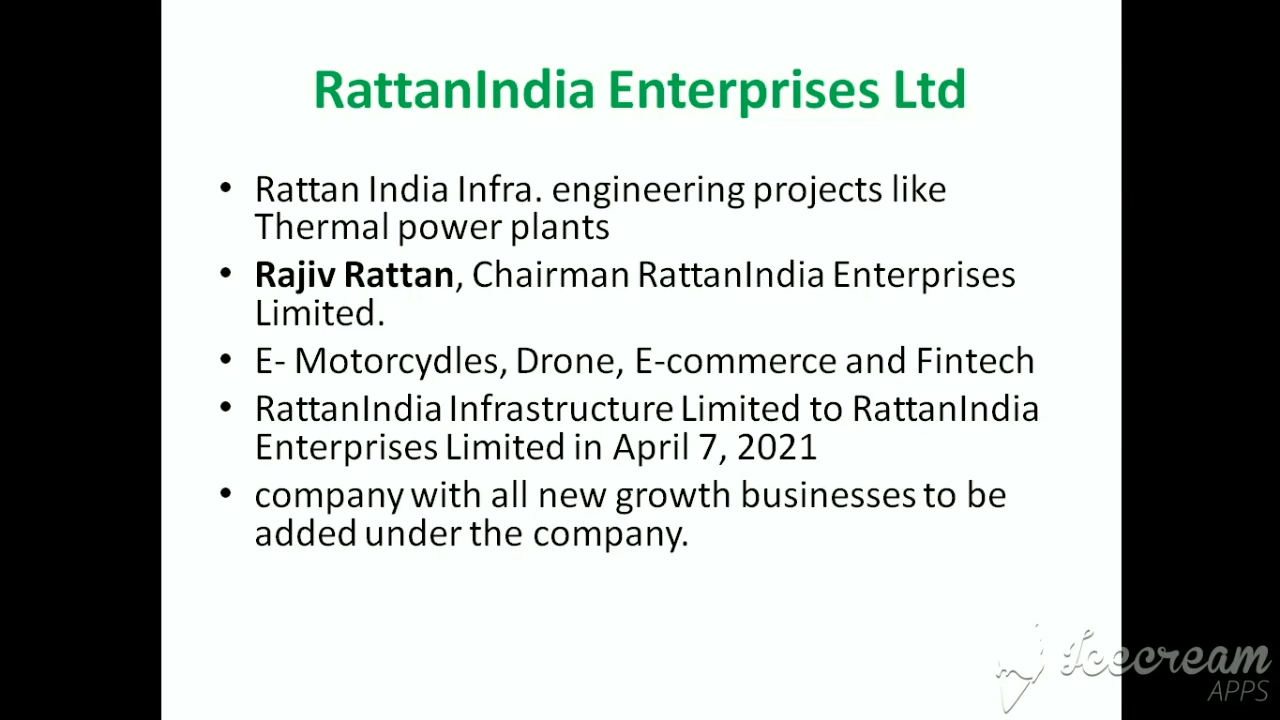 RattanIndia Enterprises Ltd
• Rattan India Infra. engineering projects like
Thermal power plants
• Rajiv Rattan, Chairman RattanIndia Enterprises
Limited.
• E- Motorcydles, Drone, E-commerce and Fintech
• RattanIndia Infrastructure Limited to RattanIndia
Enterprises Limited in April 7, 2021
• company with all new growth businesses to be
added under the company.
Icecream
APPS